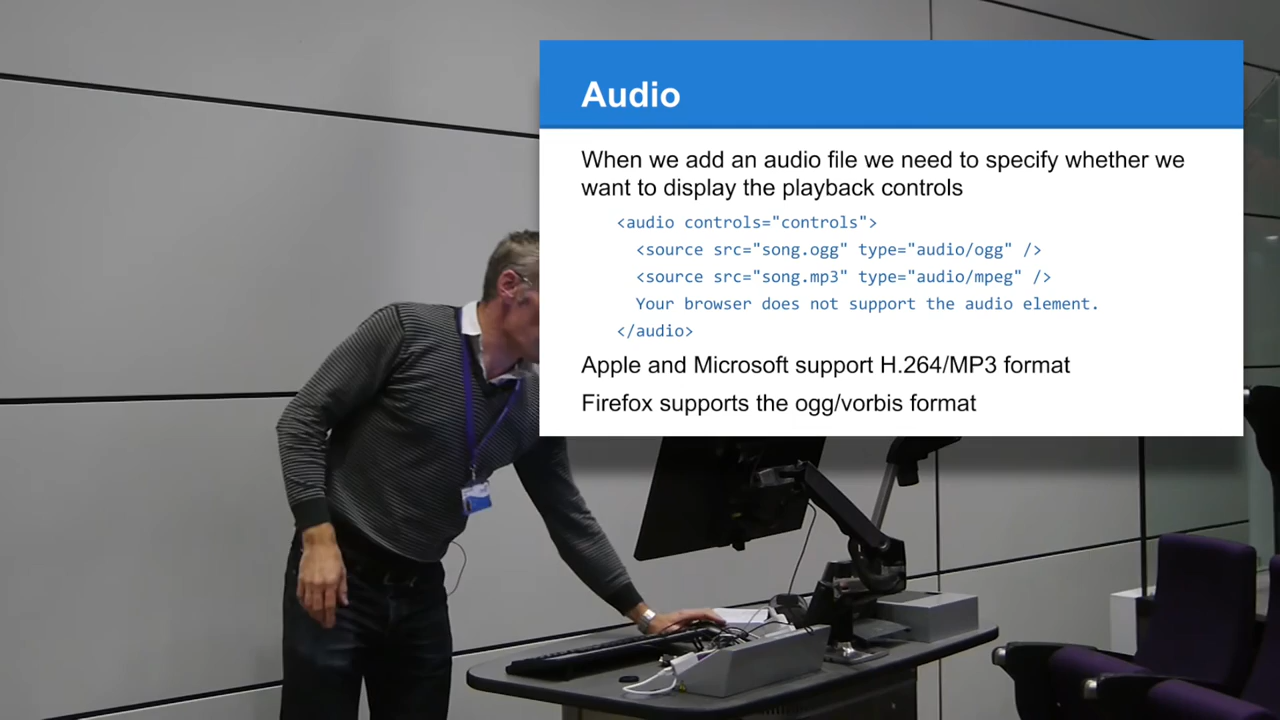 Audio
When we add an audio file we need to specify whether we
want to display the playback controls
<audio controls="controls">
<source src="song.ogg" type="audio/ogg" />
<source src="song.mp3" type="audio/mpeg" />
Your browser does not support the audio element.
</audio>
Apple and Microsoft support H.264/MP3 format
Firefox supports the ogg/vorbis format